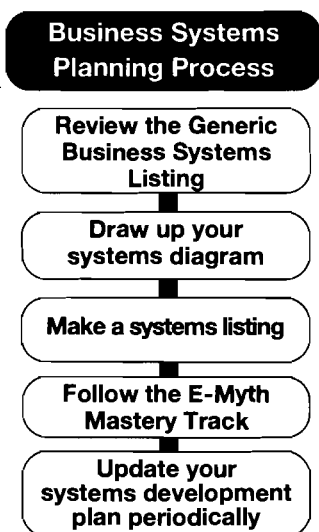 Business Systems
Planning Process
Review the Generic
Business Systems
Listing
Draw up your
systems diagram
Make a systems listing
Follow the E-Myth
Mastery Track
Update your
systems development
plan periodically